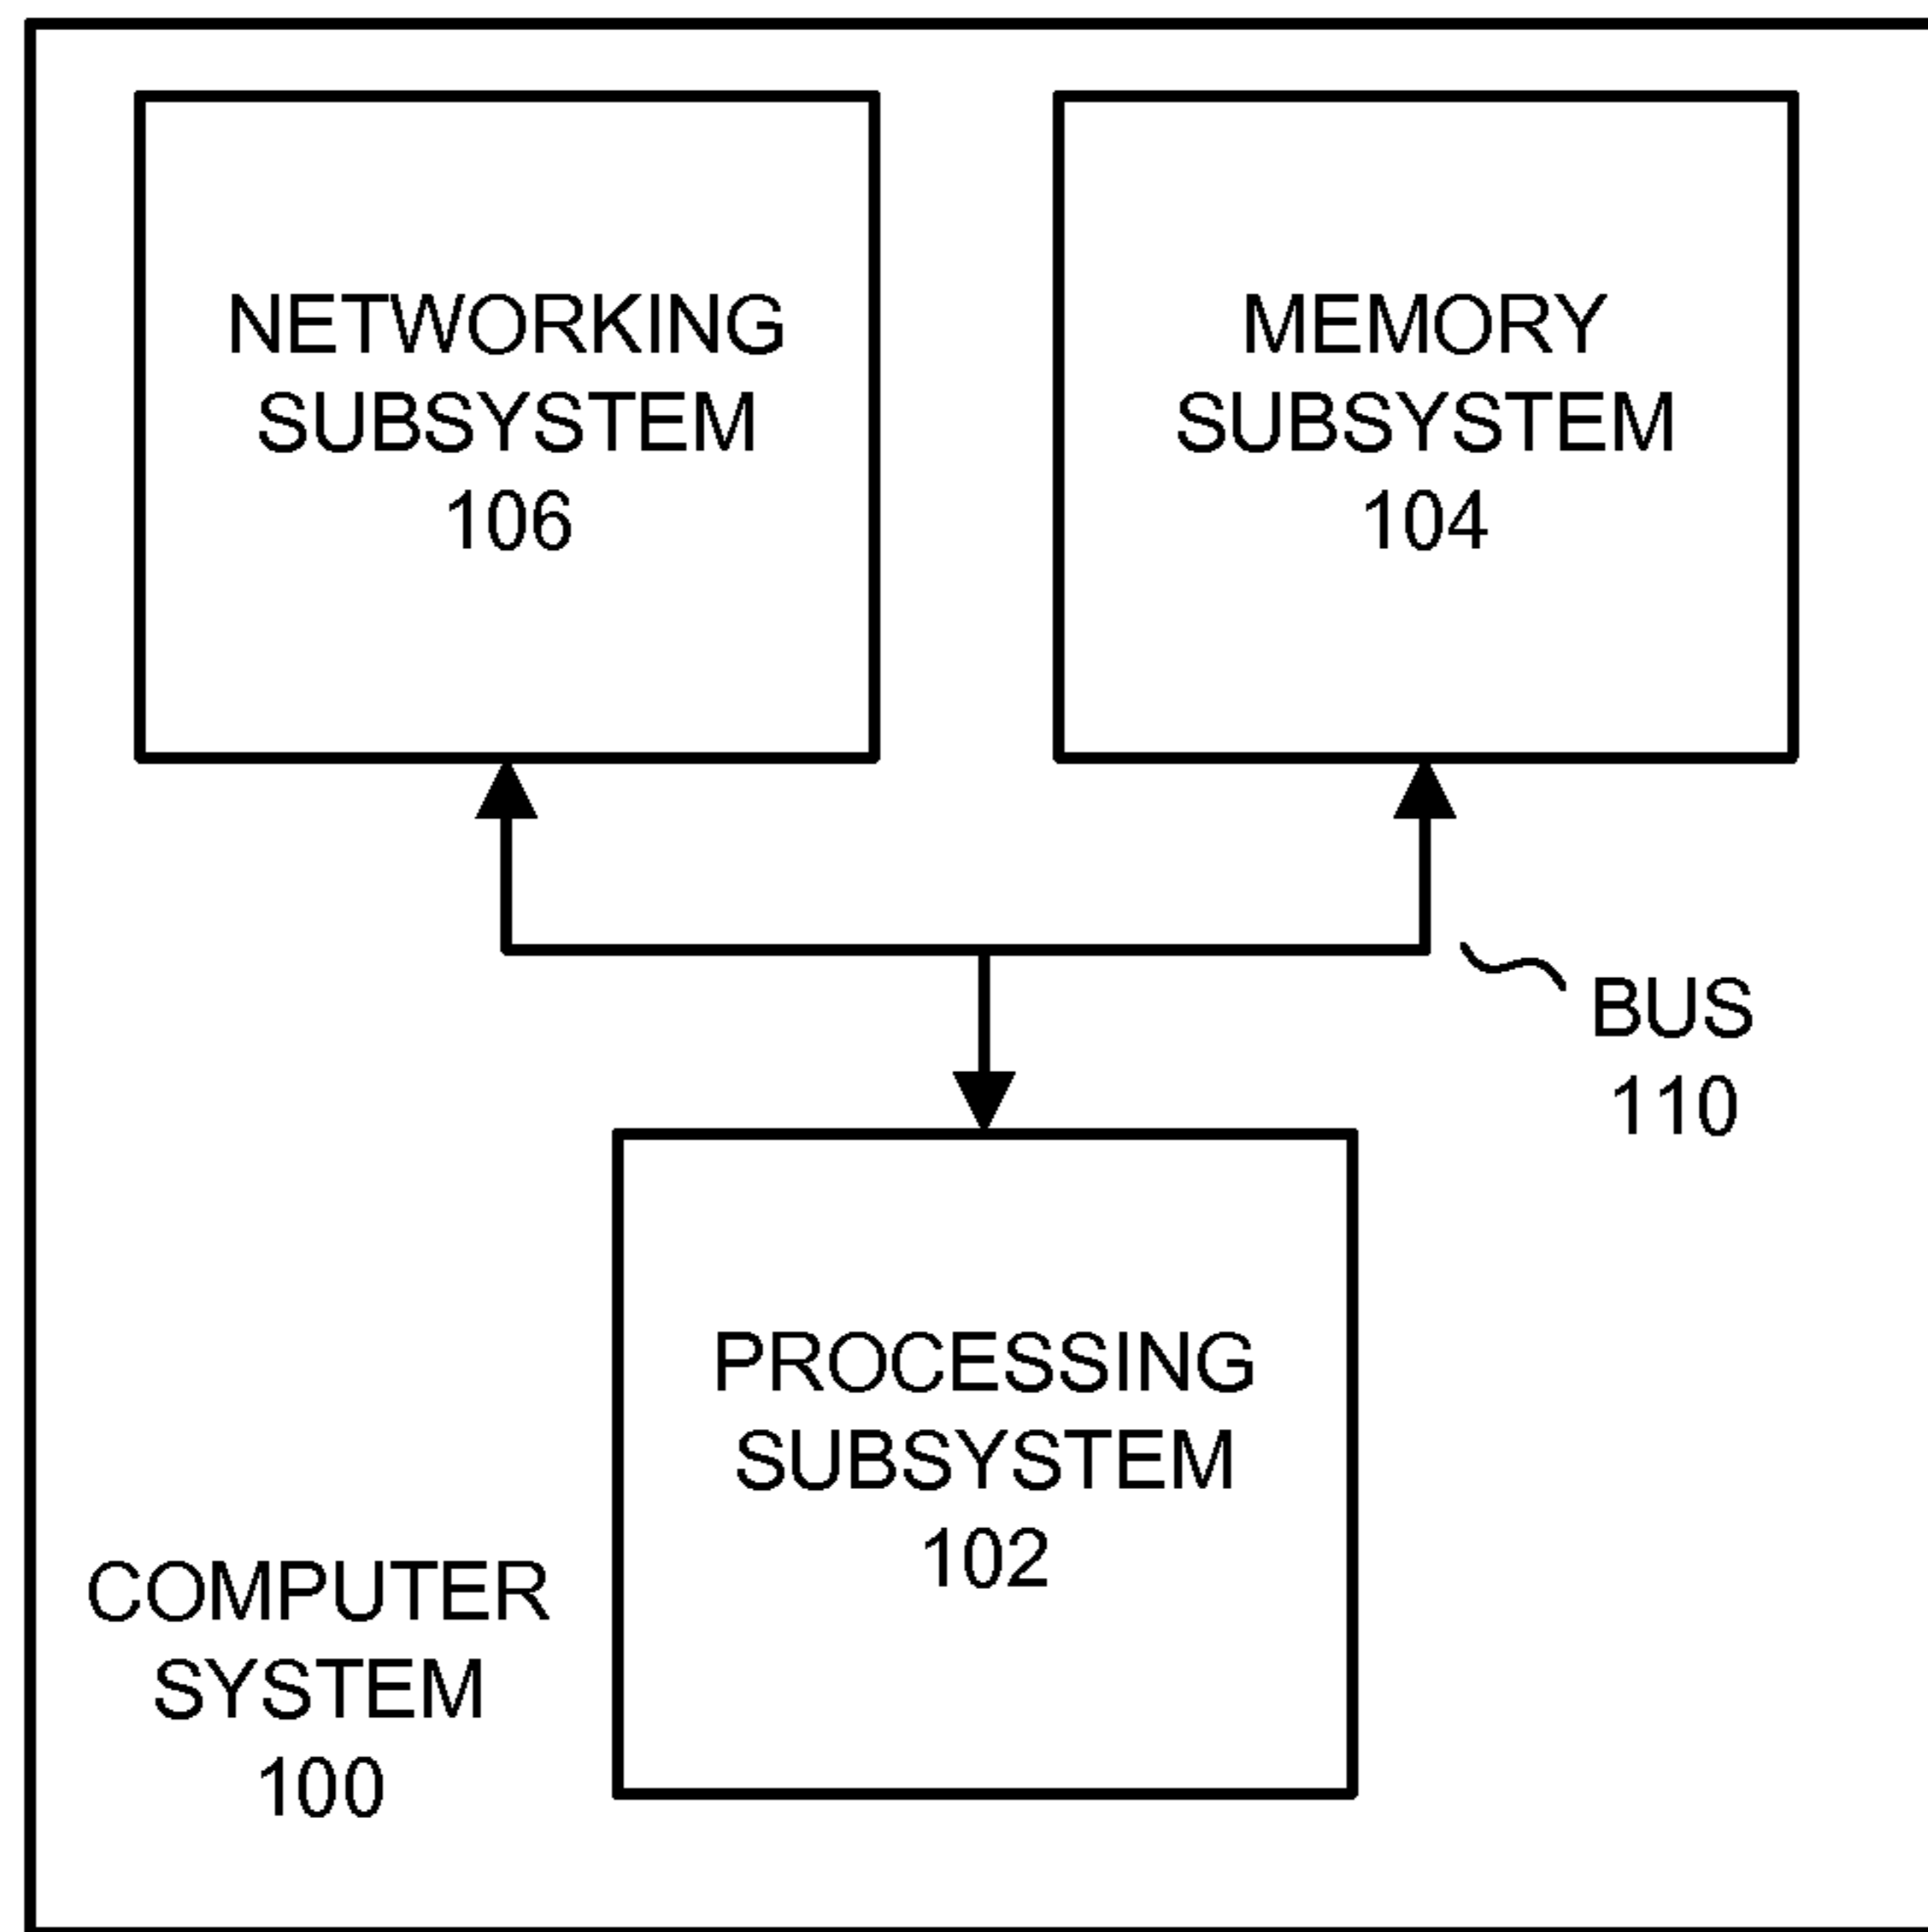 NETWORKING
SUBSYSTEM
106
MEMORY
SUBSYSTEM
104
BUS
110
PROCESSING
SUBSYSTEM
102
COMPUTER
SYSTEM
100